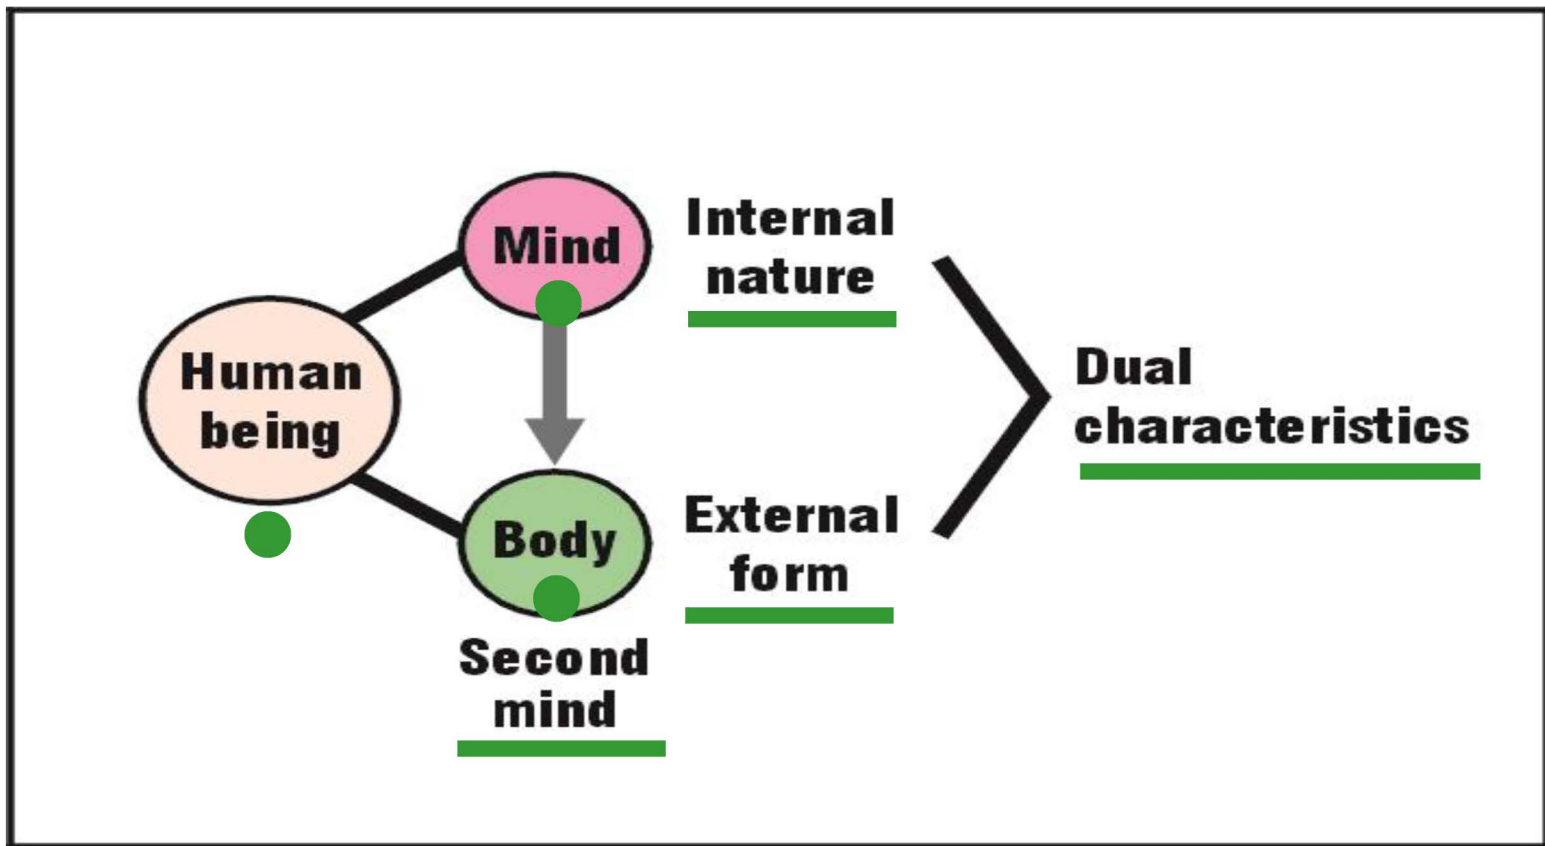 Mind
Internal
nature
Human
being
Dual
characteristics
Body
External
form
Second
mind